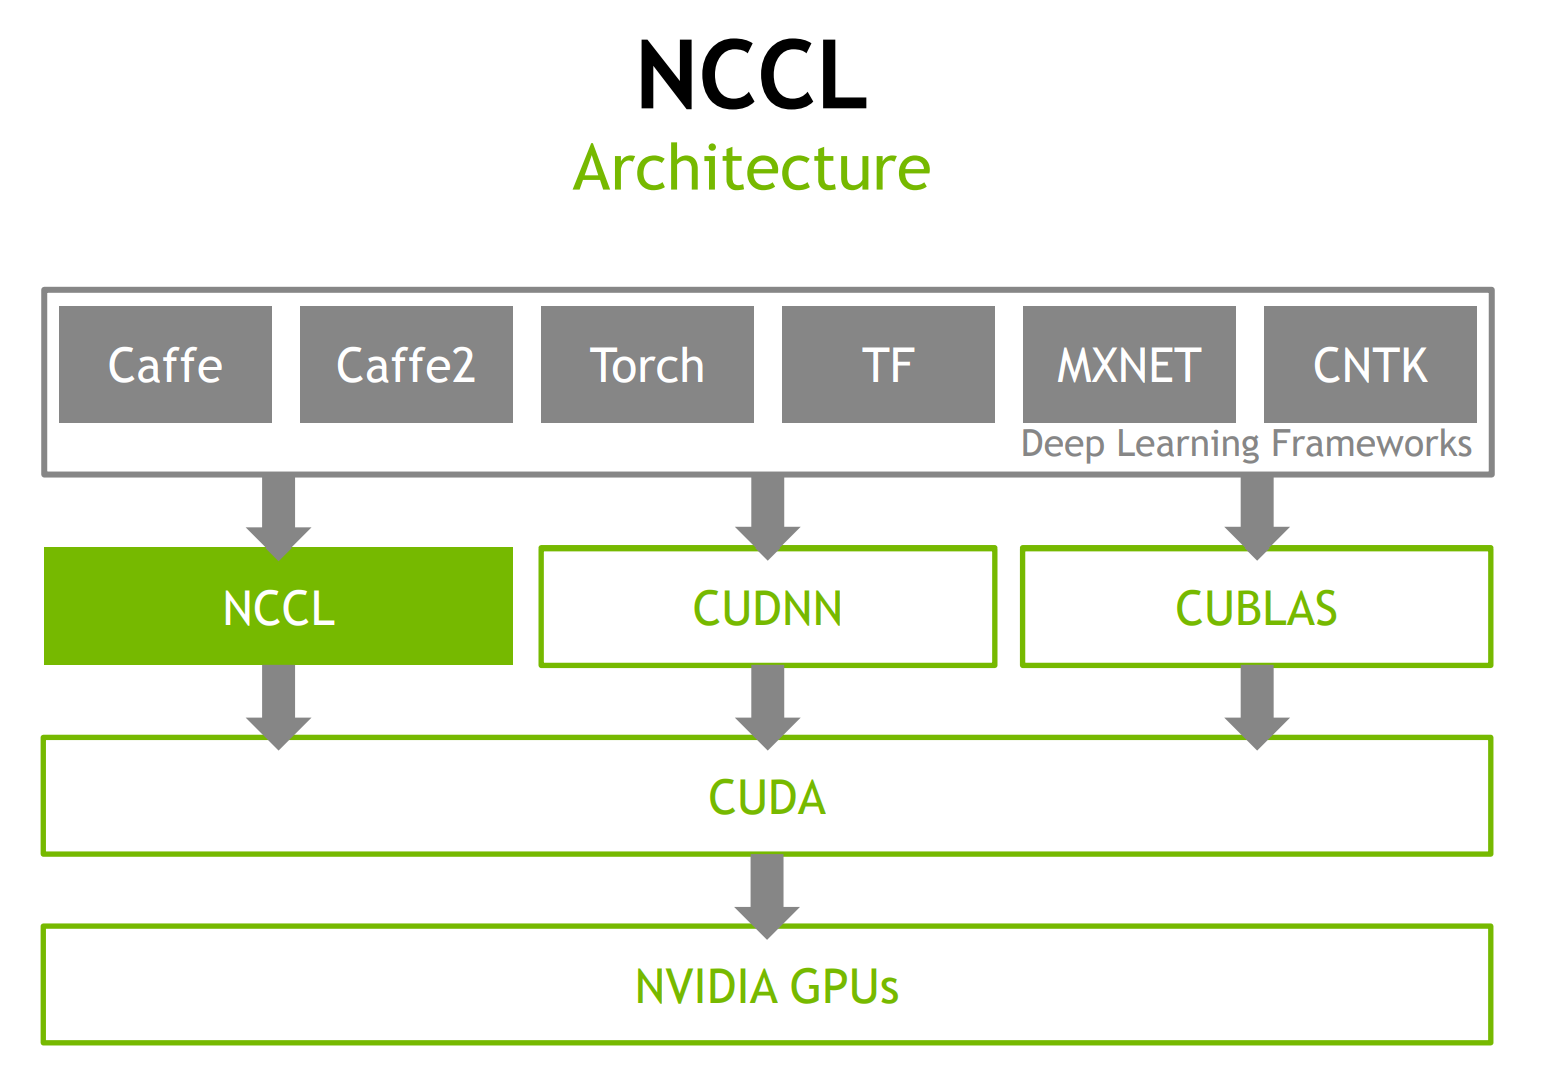 NCCL
Architecture
Caffe
Caffe2
Torch
TF
MXNET
CNTK
Deep Learning Frameworks
NCCL
CUDNN
CUBLAS
CUDA
NVIDIA GPUs